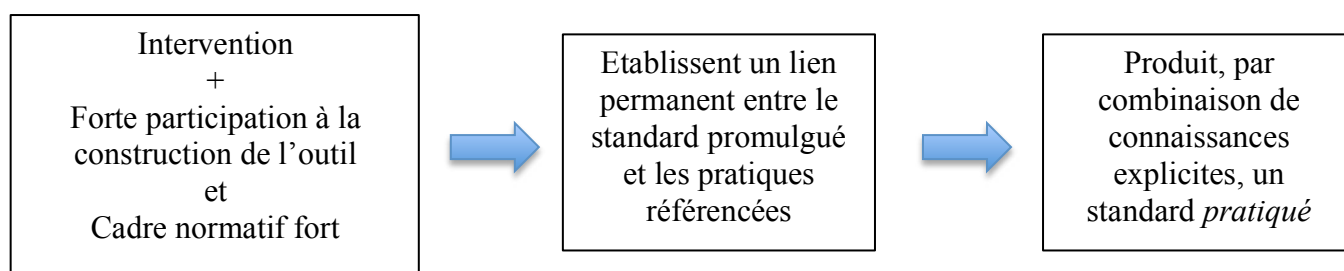 Intervention
+
Forte participation à la
construction de l’outil
et
Cadre normatif fort
Etablissent un lien
permanent entre le
standard promulgué
et les pratiques
référencées
Produit, par
combinaison de
connaissances
explicites, un
standard pratiqué